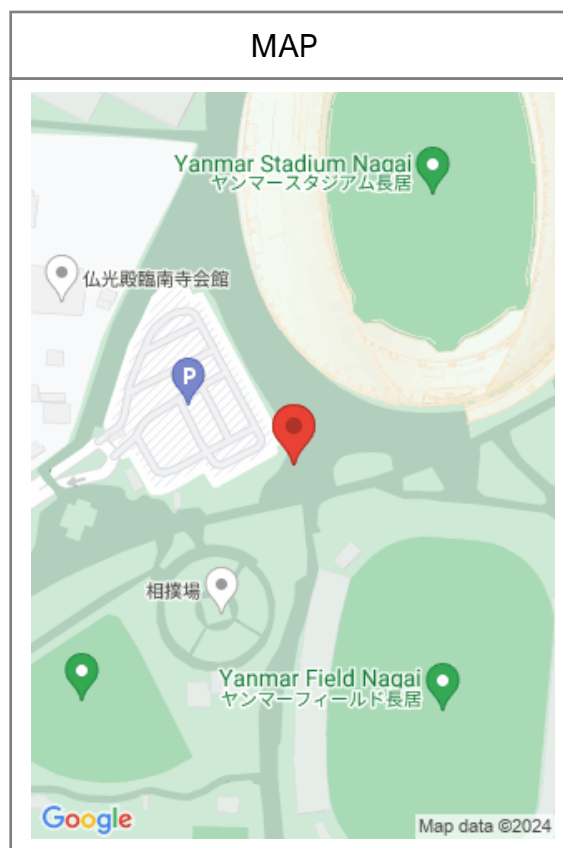 MAP
Yanmar Stadium Nagai
ヤンマースタジアム長居
仏光殿臨南寺会館
P
相撲場
Yanmar Field Nagai
ヤンマーフィールド長居
Google
Map data ©2024